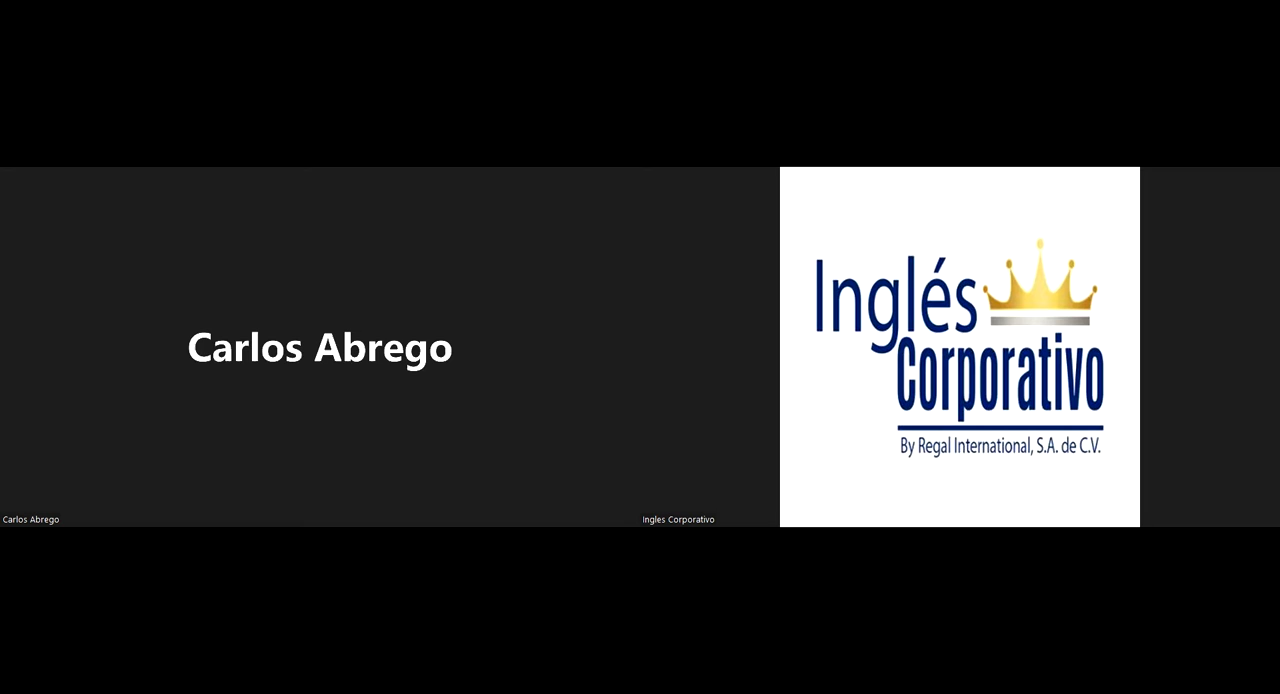 Carlos Abrego
Carlos Abrego
Inglés
Corporativo
By Regal International, S.A. de C.V.
Ingles Corporativo